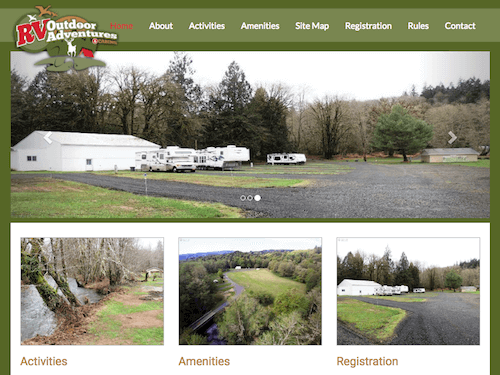 RV Outdoor
Adventures
Home About Activities Amenities Site Map Registration Rules Contact
Activities Amenities Registration